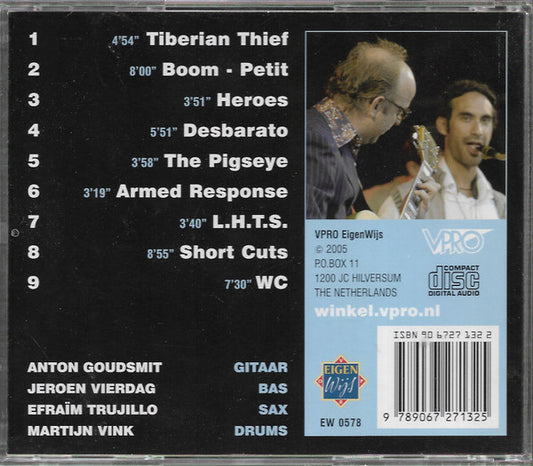 1 4'54" Tiberian Thief
2 8'00" Boom - Petit
3 3'51" Heroes
4 5'51" Desbarato
5 3'58" The Pigseye
6 3'19" Armed Response
7 3'40" L.H.T.S.
8 8'55" Short Cuts
9 7'30" WC
ANTON GOUDSMIT GITAAR
JEROEN VIERDAG BAS
EFRAÏM TRUJILLO SAX
MARTIJN VINK DRUMS
VPRO EigenWijs
© 2005
P.O.BOX 11
1200 JC HILVERSUM
THE NETHERLANDS
winkel.vpro.nl
VPRO
COMPACT
disc
DIGITAL AUDIO
EIGEN
Wijs
EW 0578
ISBN 90 6727 132 2
9 789067 271325